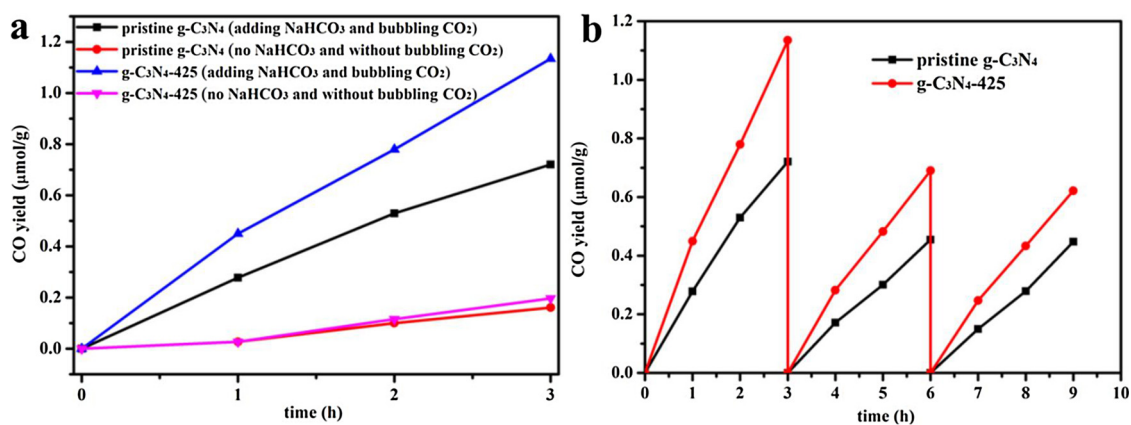 a
pristine g-C₃N₄ (adding NaHCO₃ and bubbling CO₂)
pristine g-C₃N₄ (no NaHCO₃ and without bubbling CO₂)
g-C₃N₄-425 (adding NaHCO₃ and bubbling CO₂)
g-C₃N₄-425 (no NaHCO₃ and without bubbling CO₂)
CO yield (μmol/g)
1.2
1.0
0.8
0.6
0.4
0.2
0.0
0 1 2 3
time (h)
b
pristine g-C₃N₄
g-C₃N₄-425
CO yield (μmol/g)
1.2
1.0
0.8
0.6
0.4
0.2
0.0
0 1 2 3 4 5 6 7 8 9 10
time (h)